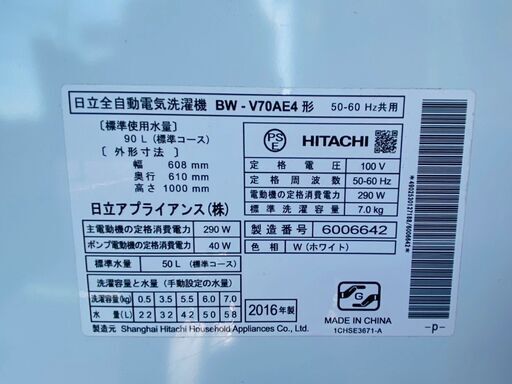 日立全自動電気洗濯機 BW - V70AE4 形 50-60 Hz共用
〔標準使用水量〕
90 L (標準コース)
〔外形寸法〕
幅 608 mm
奥行 610 mm
高さ 1000 mm
日立アプライアンス(株)
PS
E
HITACHI
定格電圧 100 V
定格周波数 50-60 Hz
電動機の定格消費電力 290 W
標準洗濯容量 7.0 kg
主電動機の定格消費電力 290 W
ポンプ電動機の定格消費電力 40 W
製造番号 6006642
色相 W (ホワイト)
標準水量 50 L (標準コース)
洗濯容量と水量 (手動設定の水量)
洗濯容量(kg) 0.5 3.5 5.5 6.0 7.0
水量(L) 22 32 42 50 58
2016年製
G
MADE IN CHINA
1CHSE3671-A
製造元 Shanghai Hitachi Household Appliances Co., Ltd.
-p-